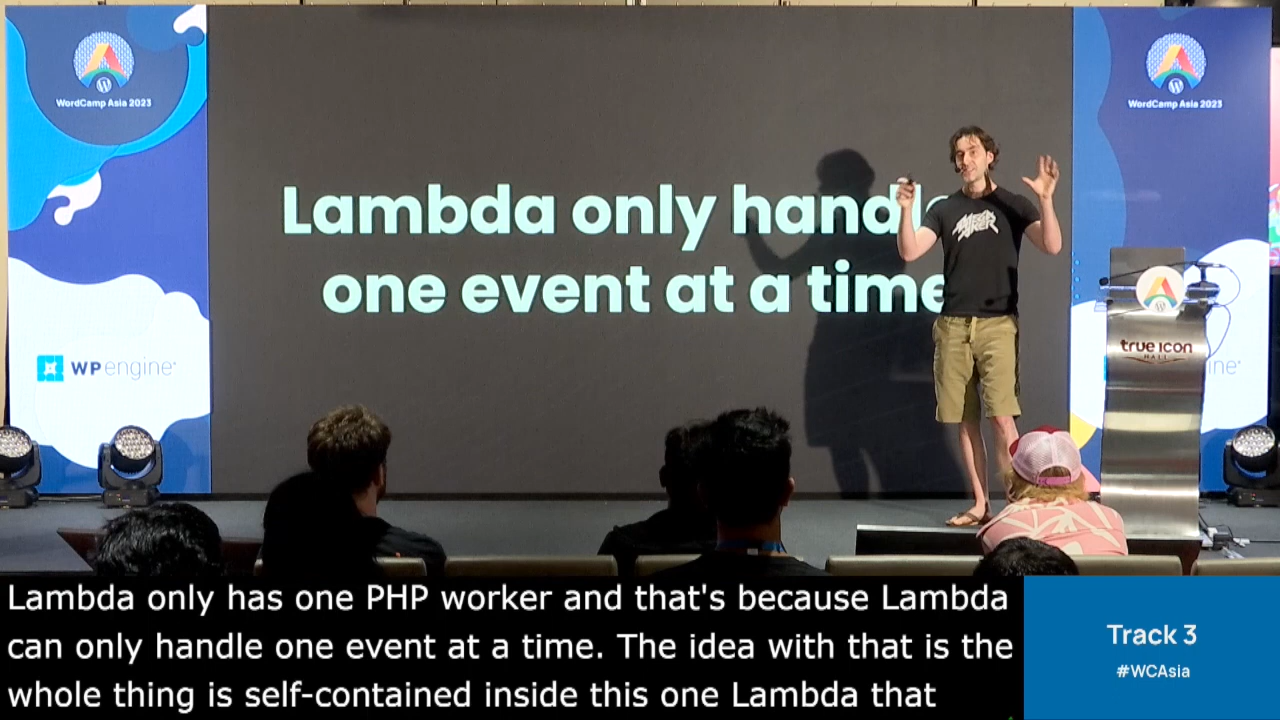 WordCamp Asia 2023
WordCamp Asia 2023
Lambda only handle
one event at a time
WP engine
true icon
HALL
Lambda only has one PHP worker and that's because Lambda
can only handle one event at a time. The idea with that is the
whole thing is self-contained inside this one Lambda that
Track 3
#WCAsia